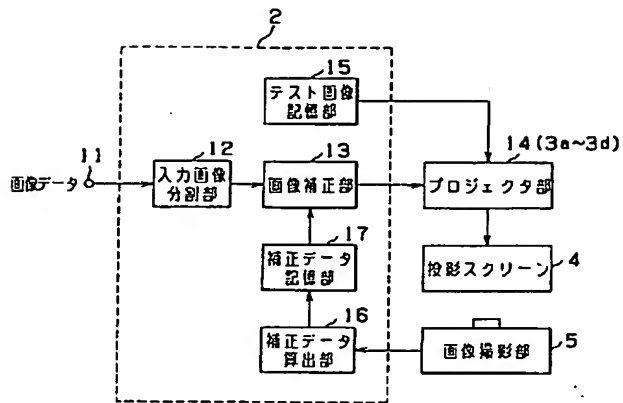 2
15
テスト画像
記憶部
12
入力画像
分割部
13
画像補正部
14(3a~3d)
プロジェクタ部
11
画像データ
17
補正データ
記憶部
投影スクリーン
4
16
補正データ
算出部
画像撮影部
5